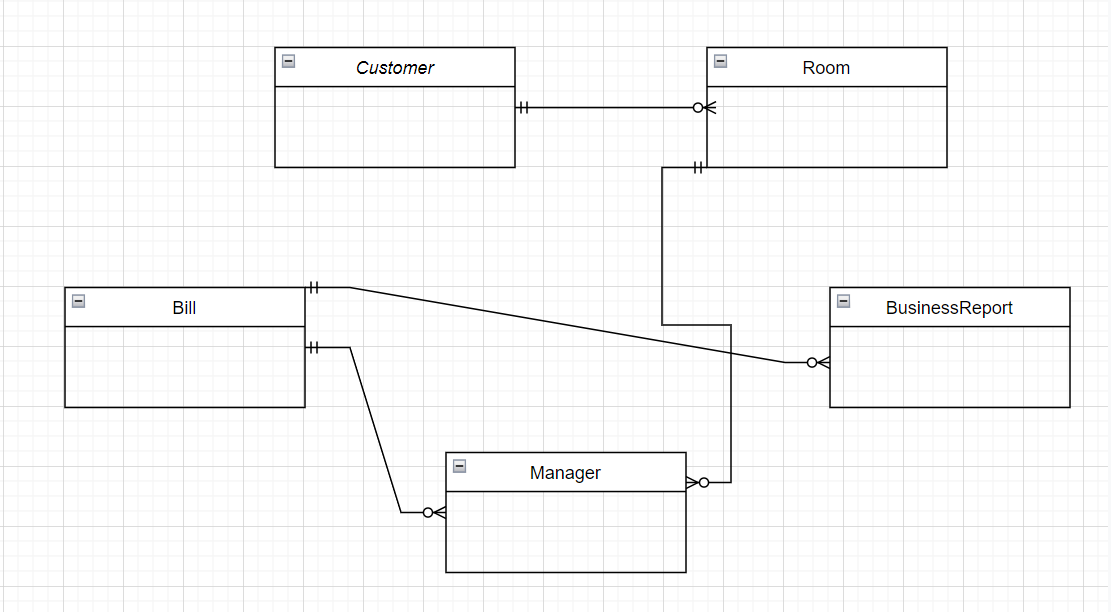 Customer
Room
Bill
BusinessReport
Manager